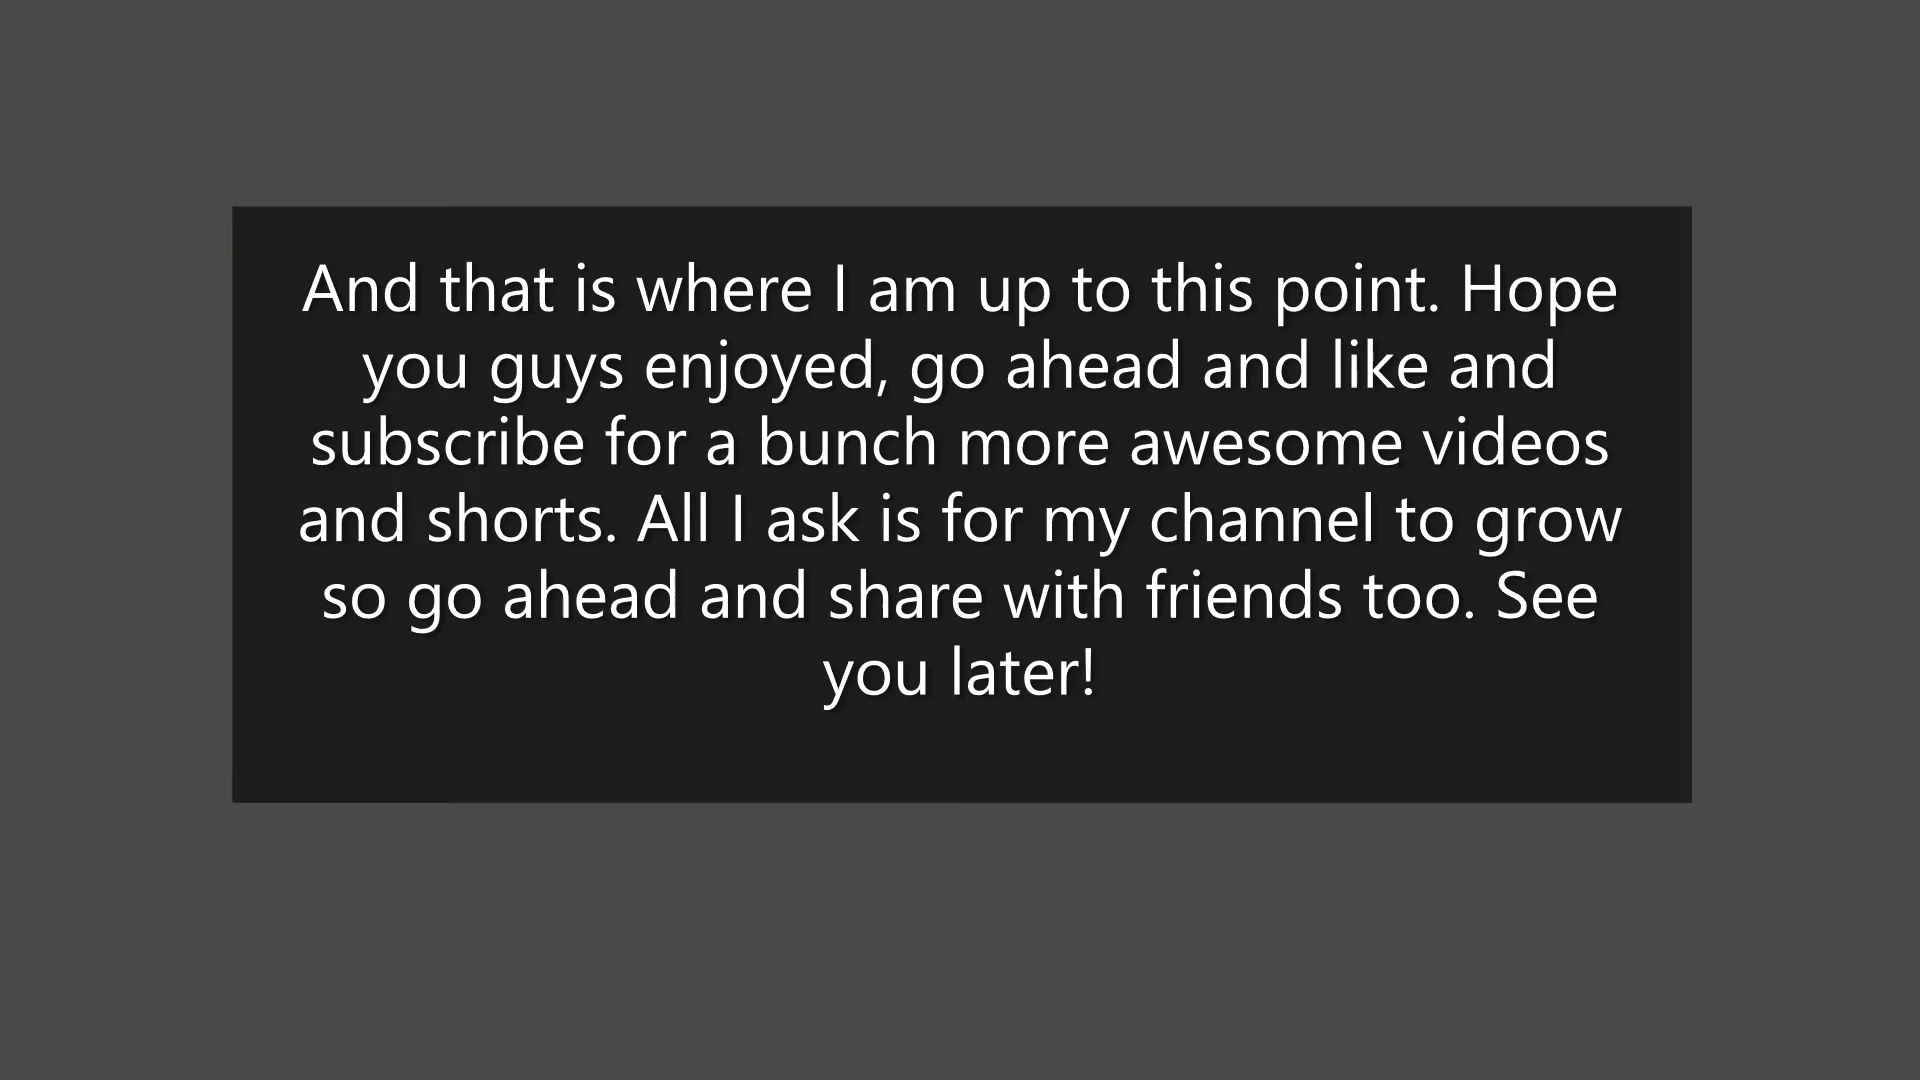 And that is where I am up to this point. Hope
you guys enjoyed, go ahead and like and
subscribe for a bunch more awesome videos
and shorts. All I ask is for my channel to grow
so go ahead and share with friends too. See
you later!